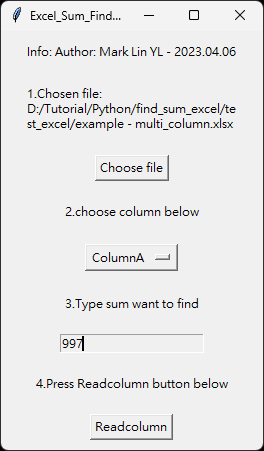 Excel_Sum_Find...
Info: Author: Mark Lin YL - 2023.04.06
1.Chosen file:
D:/Tutorial/Python/find_sum_excel/te
st_excel/example - multi_column.xlsx
Choose file
2.choose column below
ColumnA
3.Type sum want to find
997
4.Press Readcolumn button below
Readcolumn